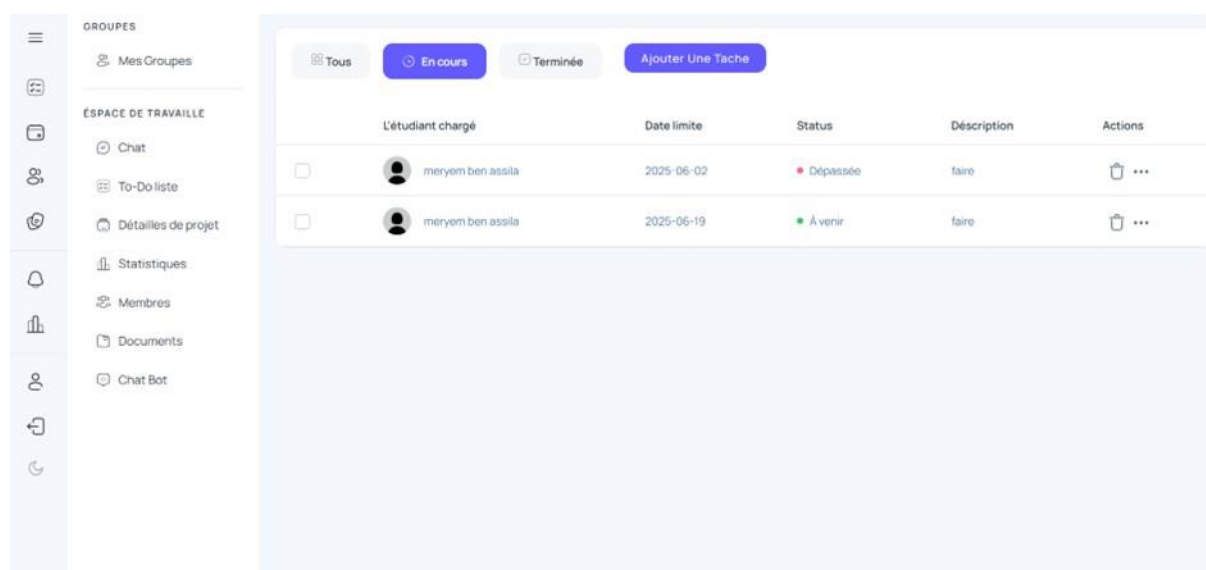 GROUPES
Mes Groupes
ÉSPACE DE TRAVAILLE
Chat
To-Do liste
Détailles de projet
Statistiques
Membres
Documents
Chat Bot
Tous
En cours
Terminée
Ajouter Une Tache
L'étudiant chargé Date limite Status Déscription Actions
meryem ben assila 2025-06-02 Dépassée faire
meryem ben assila 2025-06-19 À venir faire